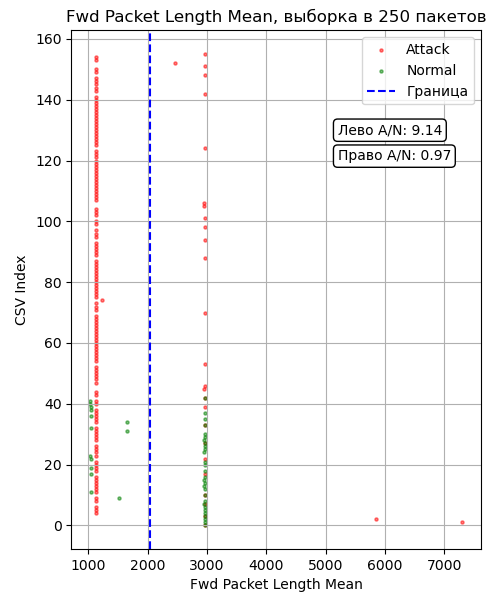 Fwd Packet Length Mean, выборка в 250 пакетов
160
140
120
100
80
60
40
20
0
CSV Index
Attack
Normal
Граница
Лево A/N: 9.14
Право A/N: 0.97
1000 2000 3000 4000 5000 6000 7000
Fwd Packet Length Mean